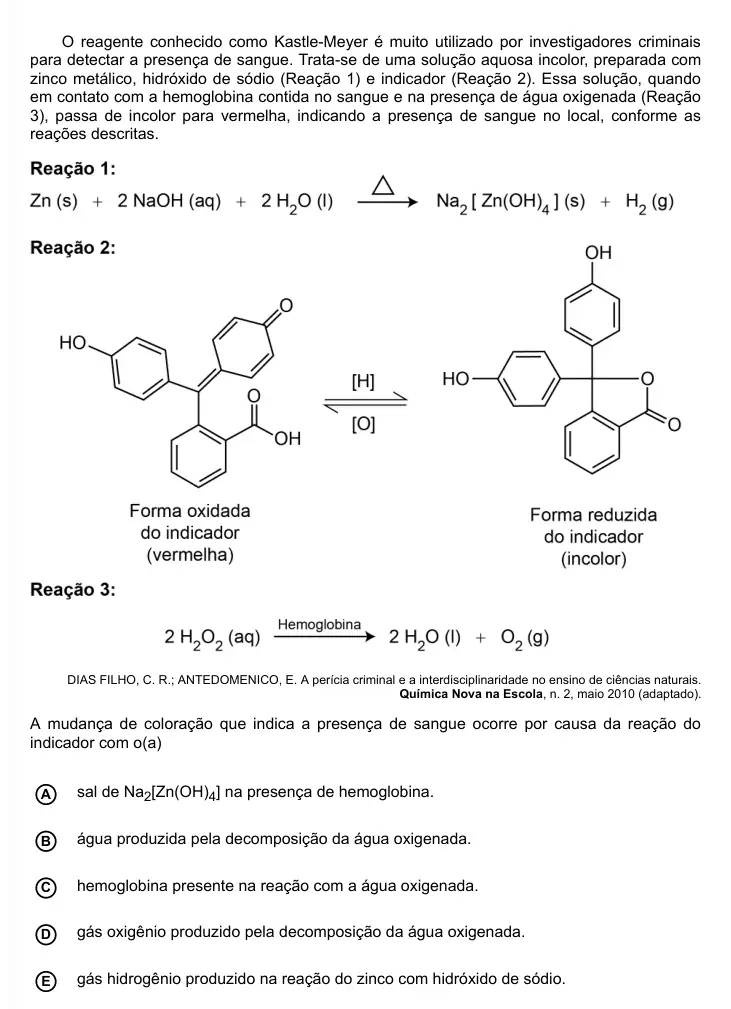 O reagente conhecido como Kastle-Meyer é muito utilizado por investigadores criminais
para detectar a presença de sangue. Trata-se de uma solução aquosa incolor, preparada com
zinco metálico, hidróxido de sódio (Reação 1) e indicador (Reação 2). Essa solução, quando
em contato com a hemoglobina contida no sangue e na presença de água oxigenada (Reação
3), passa de incolor para vermelha, indicando a presença de sangue no local, conforme as
reações descritas.
Reação 1:
Zn (s) + 2 NaOH (aq) + 2 H2O (l) △ → Na2 [ Zn(OH)4 ] (s) + H2 (g)
Reação 2:
HO
O
O
OH
[H]
[O]
OH
HO
O
O
Forma oxidada
do indicador
(vermelha)
Forma reduzida
do indicador
(incolor)
Reação 3:
2 H2O2 (aq) Hemoglobina → 2 H2O (l) + O2 (g)
DIAS FILHO, C. R.; ANTEDOMENICO, E. A perícia criminal e a interdisciplinaridade no ensino de ciências naturais.
Química Nova na Escola, n. 2, maio 2010 (adaptado).
A mudança de coloração que indica a presença de sangue ocorre por causa da reação do
indicador com o(a)
A sal de Na2[Zn(OH)4] na presença de hemoglobina.
B água produzida pela decomposição da água oxigenada.
C hemoglobina presente na reação com a água oxigenada.
D gás oxigênio produzido pela decomposição da água oxigenada.
E gás hidrogênio produzido na reação do zinco com hidróxido de sódio.